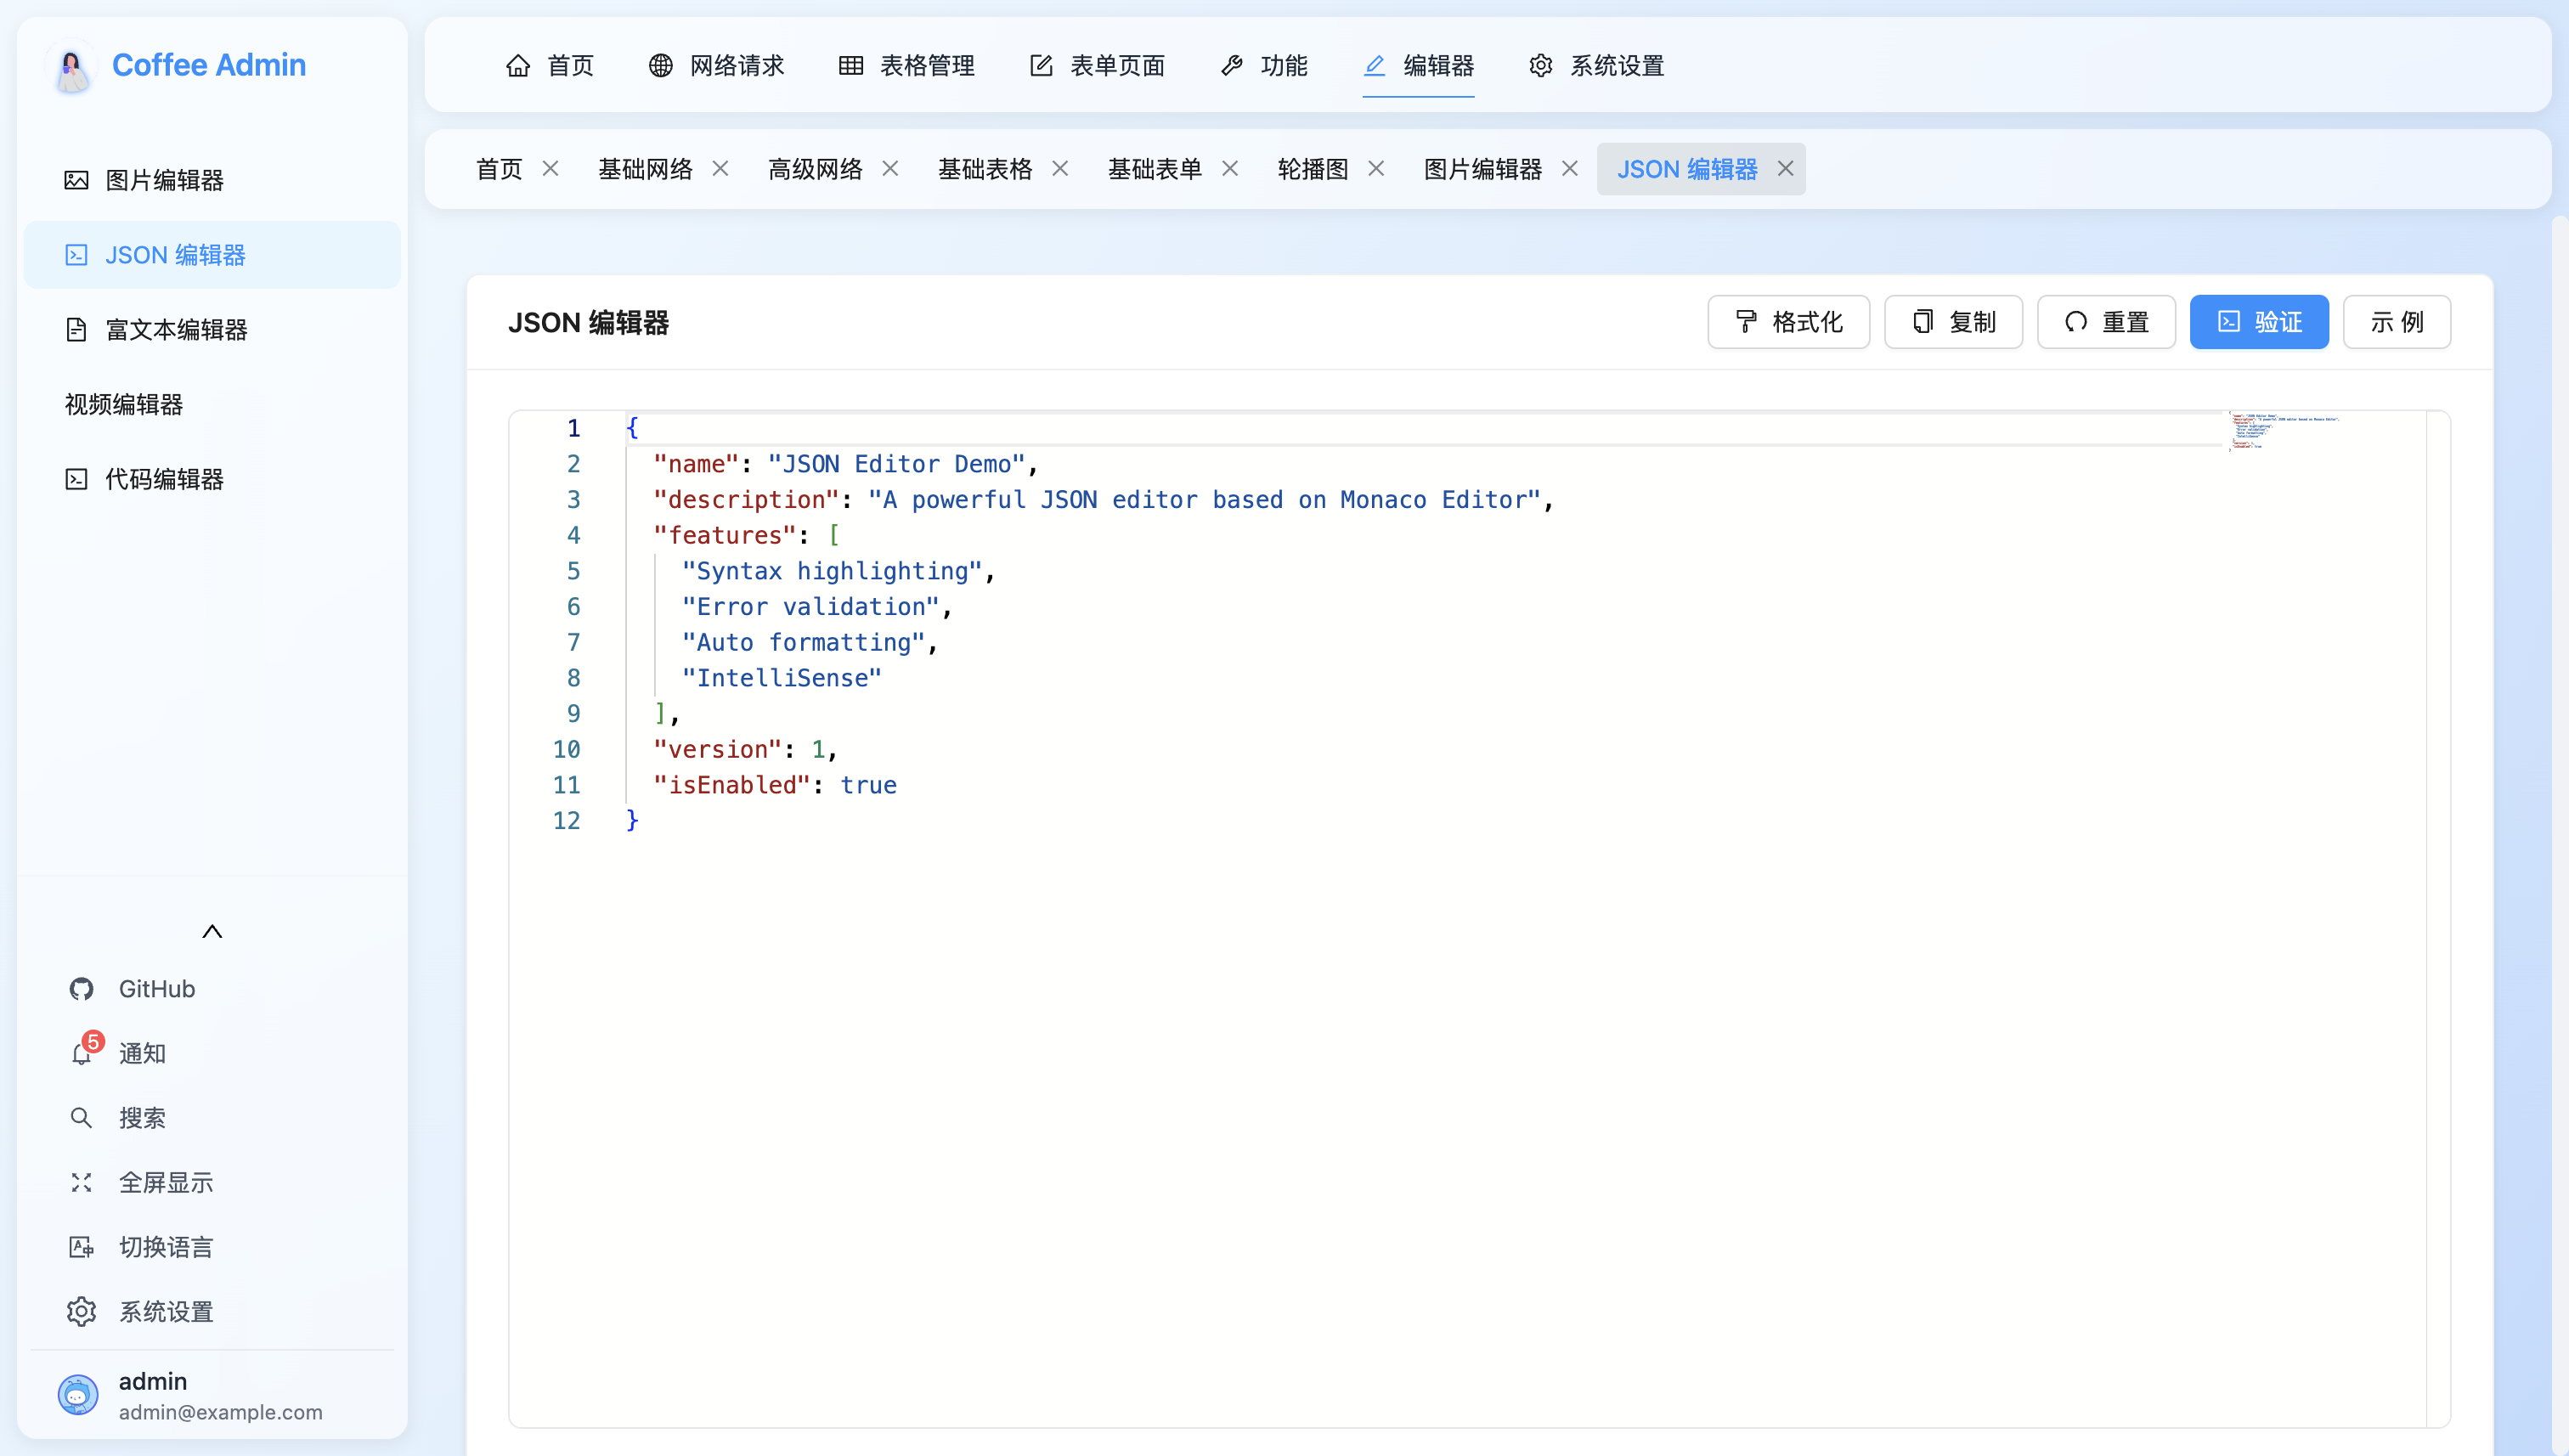 Coffee Admin
首页 网络请求 表格管理 表单页面 功能 编辑器 系统设置
首页 基础网络 高级网络 基础表格 基础表单 轮播图 图片编辑器 JSON 编辑器
图片编辑器
JSON 编辑器
富文本编辑器
视频编辑器
代码编辑器
GitHub
5
通知
搜索
全屏显示
切换语言
系统设置
admin
admin@example.com
JSON 编辑器
格式化 复制 重置 验证 示例
1 {
2 "name": "JSON Editor Demo",
3 "description": "A powerful JSON editor based on Monaco Editor",
4 "features": [
5 "Syntax highlighting",
6 "Error validation",
7 "Auto formatting",
8 "IntelliSense"
9 ],
10 "version": 1,
11 "isEnabled": true
12 }